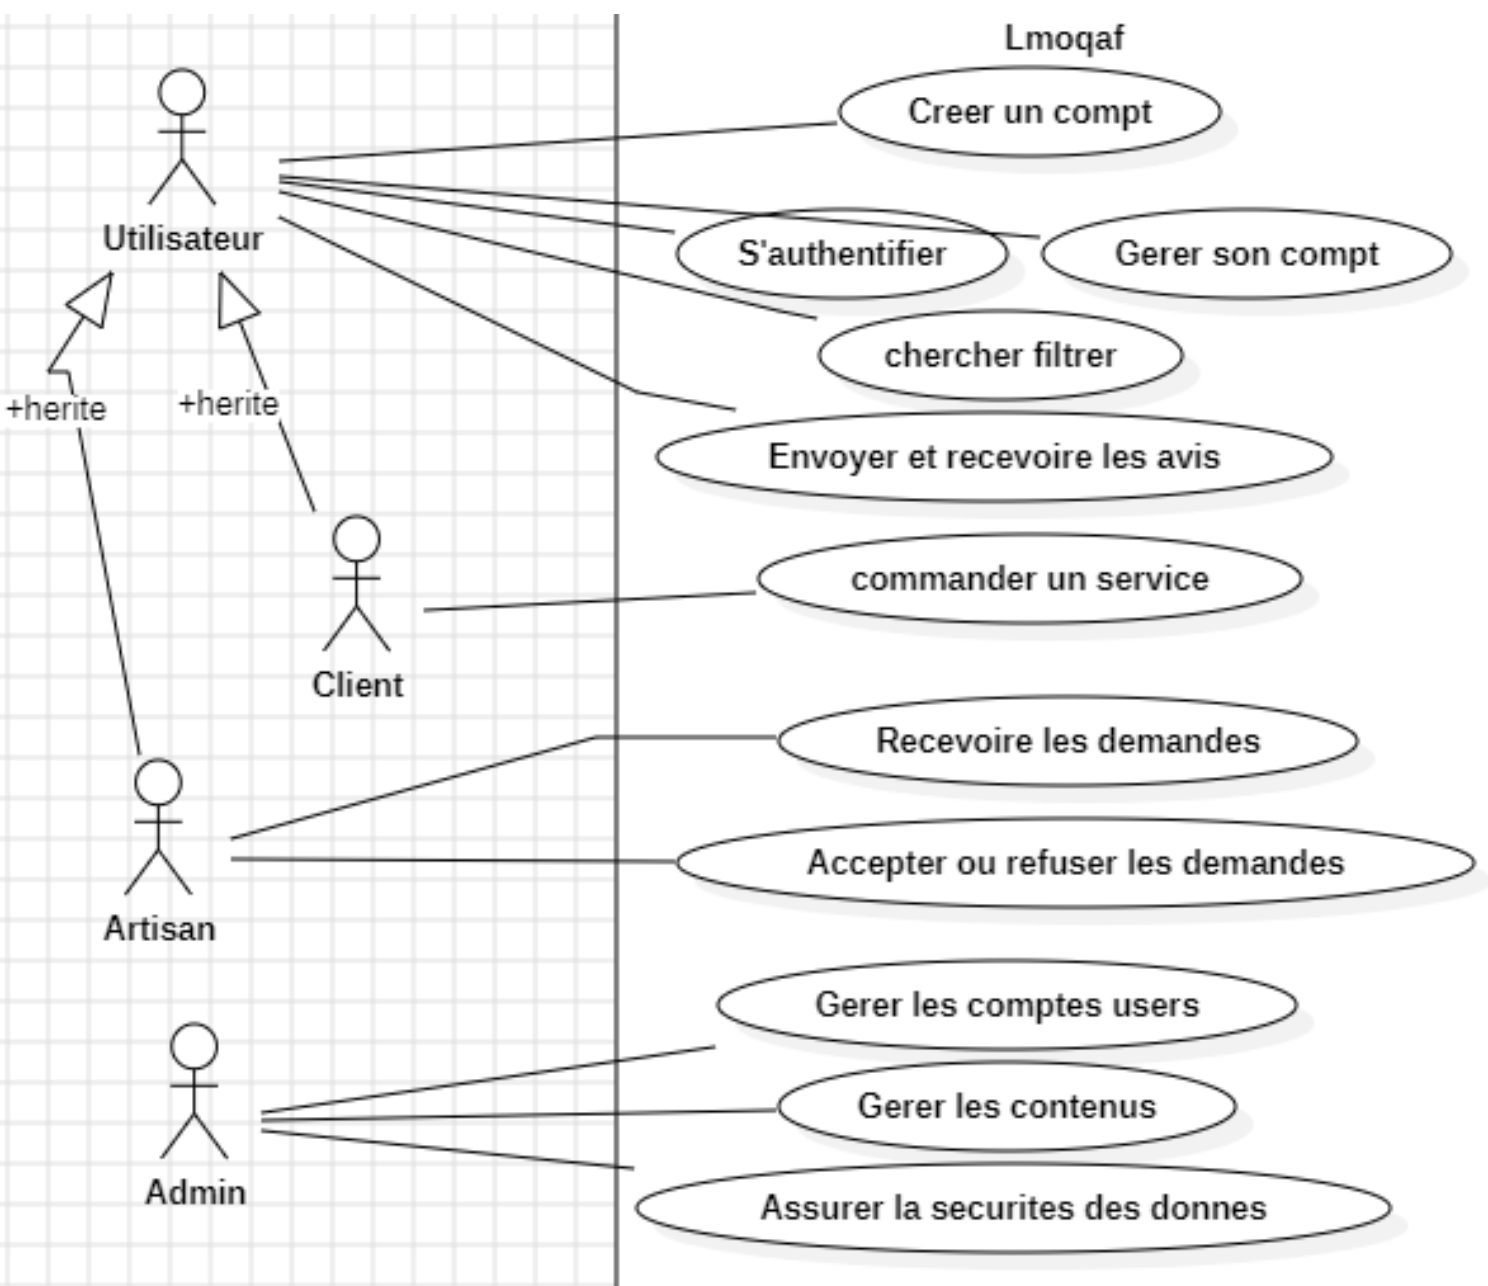 Lmoqaf
Creer un compt
Utilisateur
S'authentifier
Gerer son compt
chercher filtrer
+herite
+herite
Envoyer et recevoire les avis
commander un service
Client
Recevoire les demandes
Accepter ou refuser les demandes
Artisan
Gerer les comptes users
Gerer les contenus
Admin
Assurer la securites des donnes